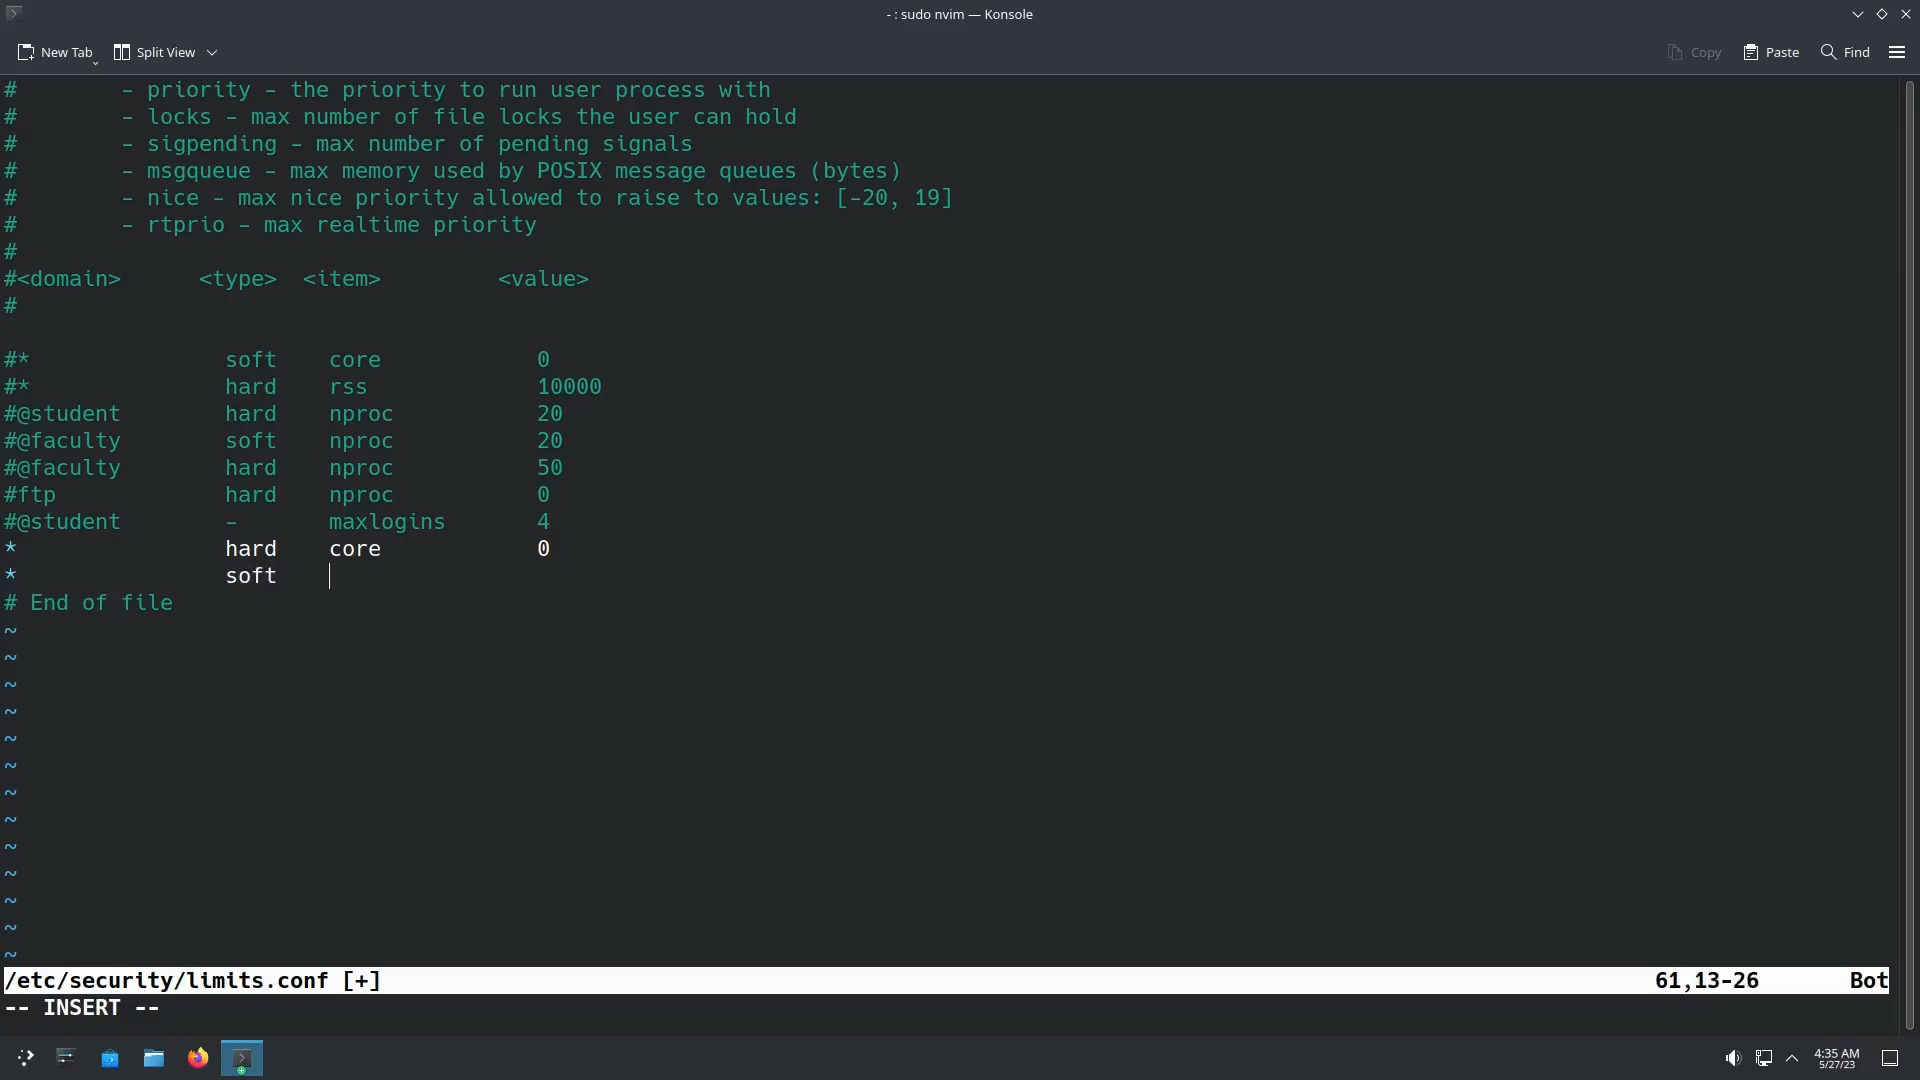 - : sudo nvim — Konsole
New Tab
Split View
Copy
Paste
Find
#        - priority - the priority to run user process with
#        - locks - max number of file locks the user can hold
#        - sigpending - max number of pending signals
#        - msgqueue - max memory used by POSIX message queues (bytes)
#        - nice - max nice priority allowed to raise to values: [-20, 19]
#        - rtprio - max realtime priority
#
#<domain>      <type>  <item>         <value>
#
#*               soft    core            0
#*               hard    rss             10000
#@student        hard    nproc           20
#@faculty        soft    nproc           20
#@faculty        hard    nproc           50
#ftp             hard    nproc           0
#@student        -       maxlogins       4
*                hard    core            0
*                soft
# End of file
~
~
~
~
~
~
~
~
~
~
~
~
~
/etc/security/limits.conf [+]                61,13-26       Bot
-- INSERT --
4:35 AM
5/27/23